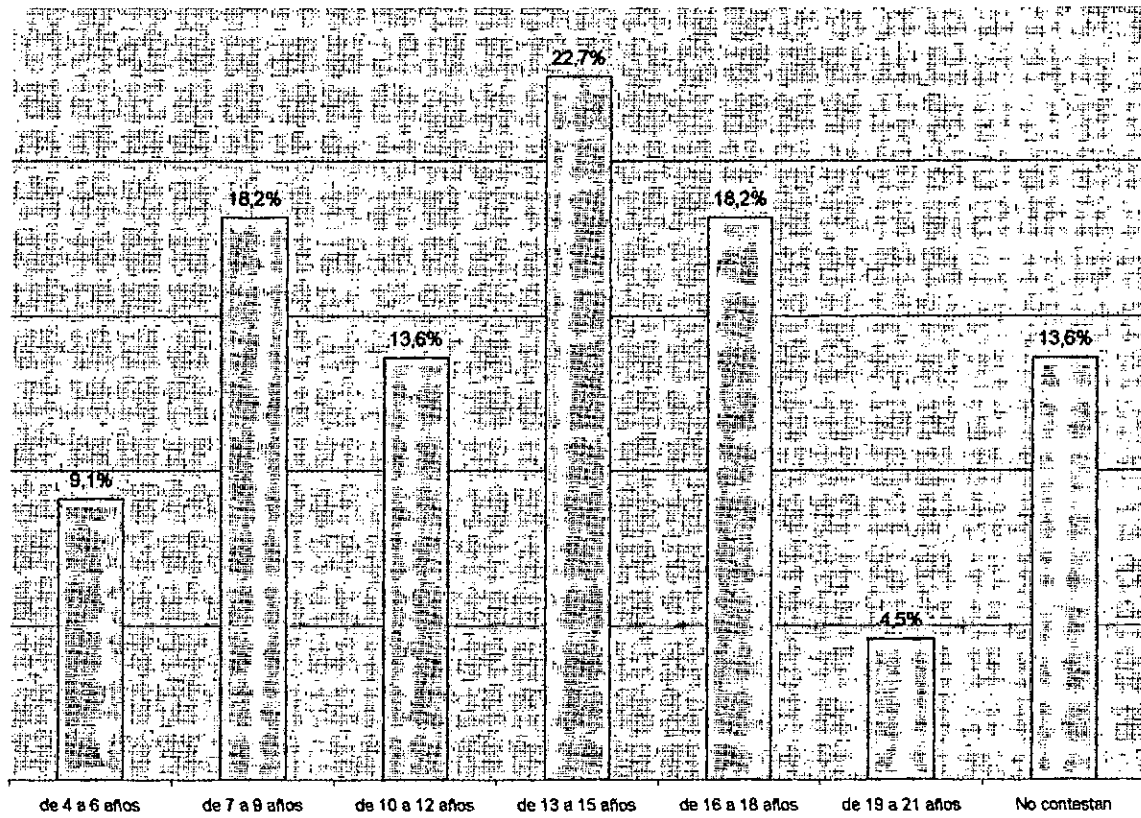 22,7%
18,2%
18,2%
13,6%
13,6%
9,1%
4,5%
de 4 a 6 años
de 7 a 9 años
de 10 a 12 años
de 13 a 15 años
de 16 a 18 años
de 19 a 21 años
No contestan